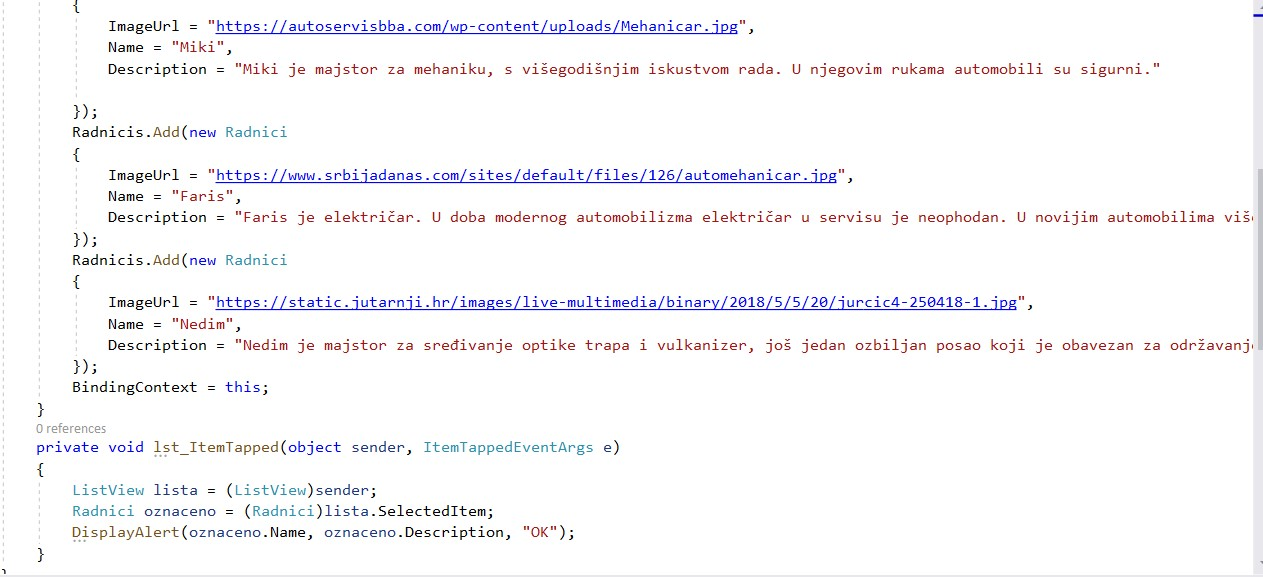 {
ImageUrl = "https://autoservisbba.com/wp-content/uploads/Mehanicar.jpg",
Name = "Miki",
Description = "Miki je majstor za mehaniku, s višegodišnjim iskustvom rada. U njegovim rukama automobili su sigurni."
});
Radnicis.Add(new Radnici
{
ImageUrl = "https://www.srbijadanas.com/sites/default/files/126/automehanicar.jpg",
Name = "Faris",
Description = "Faris je električar. U doba modernog automobilizma električar u servisu je neophodan. U novijim automobilima viš
});
Radnicis.Add(new Radnici
{
ImageUrl = "https://static.jutarnji.hr/images/live-multimedia/binary/2018/5/5/20/jurcic4-250418-1.jpg",
Name = "Nedim",
Description = "Nedim je majstor za sređivanje optike trapa i vulkanizer, još jedan ozbiljan posao koji je obavezan za održavanj
});
BindingContext = this;
}
0 references
private void lst_ItemTapped(object sender, ItemTappedEventArgs e)
{
ListView lista = (ListView)sender;
Radnici oznaceno = (Radnici)lista.SelectedItem;
DisplayAlert(oznaceno.Name, oznaceno.Description, "OK");
}